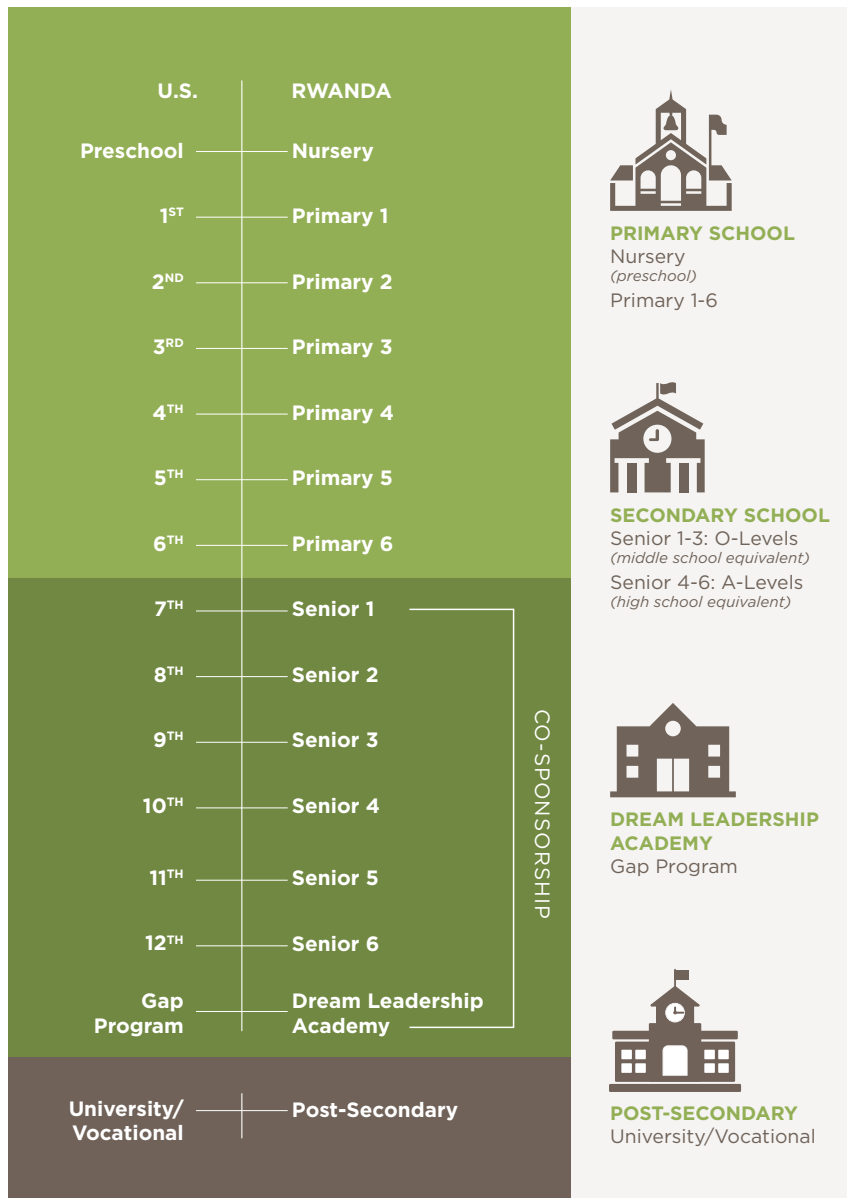 U.S. RWANDA
Preschool Nursery
1ST Primary 1
2ND Primary 2
3RD Primary 3
4TH Primary 4
5TH Primary 5
6TH Primary 6
7TH Senior 1
8TH Senior 2
9TH Senior 3
10TH Senior 4
11TH Senior 5
12TH Senior 6
Gap Dream Leadership
Program Academy
CO-SPONSORSHIP
University/ Post-Secondary
Vocational
PRIMARY SCHOOL
Nursery
(preschool)
Primary 1-6
SECONDARY SCHOOL
Senior 1-3: O-Levels
(middle school equivalent)
Senior 4-6: A-Levels
(high school equivalent)
DREAM LEADERSHIP
ACADEMY
Gap Program
POST-SECONDARY
University/Vocational